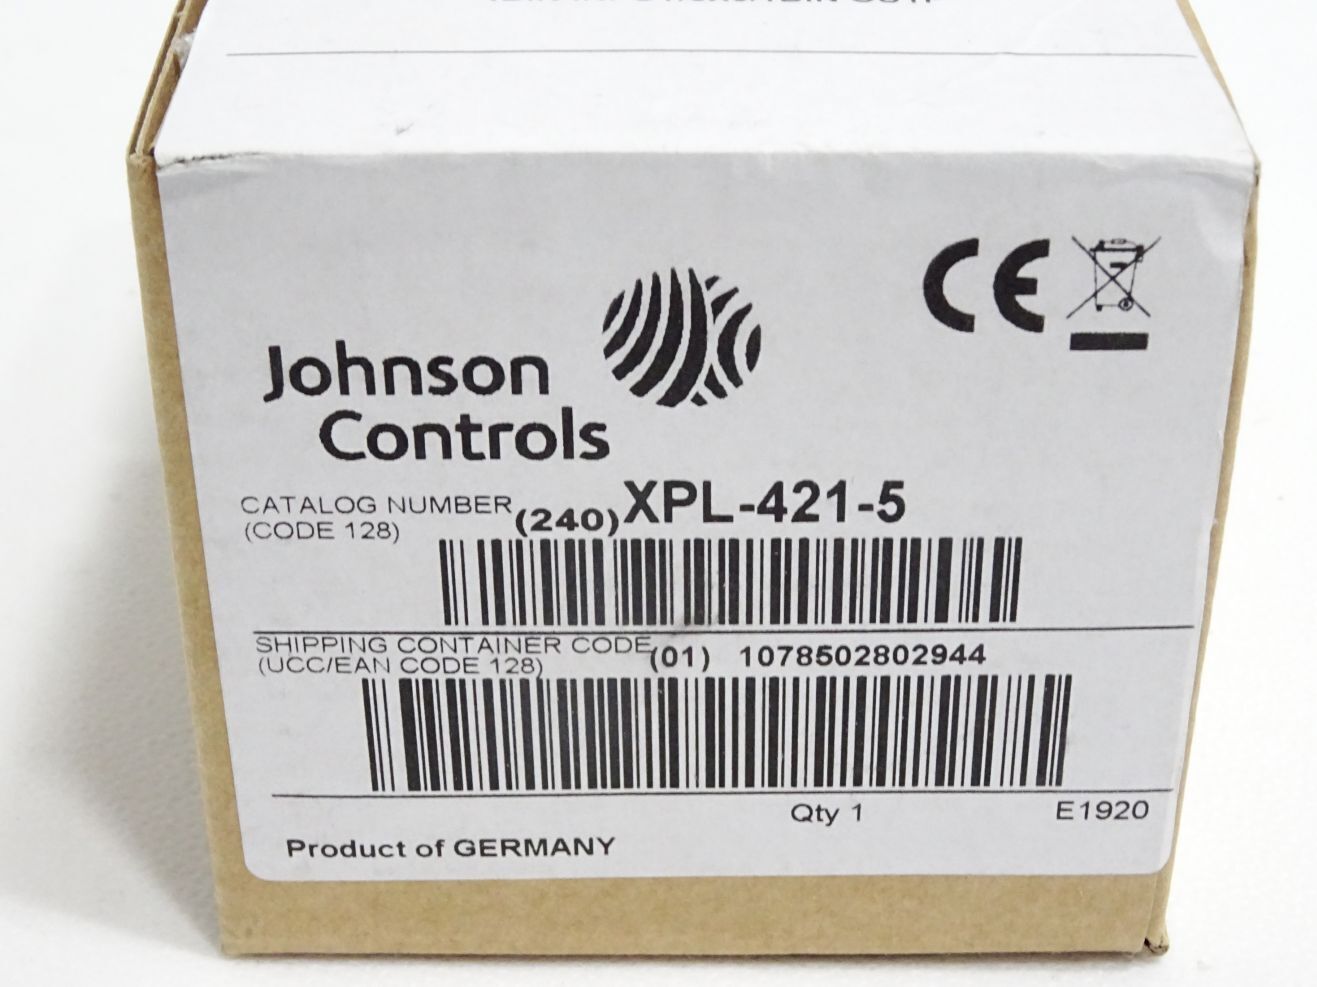 Johnson
Controls
CE
CATALOG NUMBER (240) XPL-421-5
(CODE 128)
SHIPPING CONTAINER CODE (01) 1078502802944
(UCC/EAN CODE 128)
Qty 1 E1920
Product of GERMANY